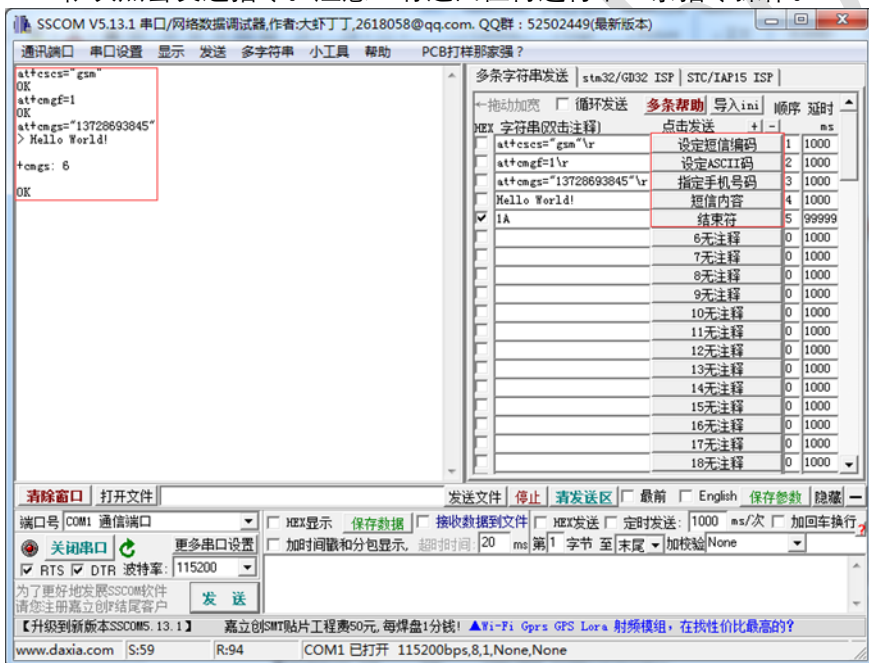 SSCOM V5.13.1 串口/网络数据调试器,作者:大虾丁丁,2618058@qq.com. QQ群：52502449(最新版本)
通讯端口 串口设置 显示 发送 多字符串 小工具 帮助 PCB打样那家强？
at+cscs="gsm"
OK
at+cmgf=1
OK
at+cmgs="13728693845"
> Hello World!
+cmgs: 6
OK
多条字符串发送 stm32/GD32 ISP STC/IAP15 ISP
<--拖动加宽 循环发送 多条帮助 导入ini 顺序 延时
HEX 字符串(双击注释) 点击发送 + - ms
at+cscs="gsm"\r 设定短信编码 1 1000
at+cmgf=1\r 设定ASCII码 2 1000
at+cmgs="13728693845"\r 指定手机号码 3 1000
Hello World! 短信内容 4 1000
1A 结束符 5 99999
6无注释 0 1000
7无注释 0 1000
8无注释 0 1000
9无注释 0 1000
10无注释 0 1000
11无注释 0 1000
12无注释 0 1000
13无注释 0 1000
14无注释 0 1000
15无注释 0 1000
16无注释 0 1000
17无注释 0 1000
18无注释 0 1000
清除窗口 打开文件 发送文件 停止 清发送区 最前 English 保存参数 隐藏
端口号 COM1 通信端口 HEX显示 保存数据 接收数据到文件 HEX发送 定时发送: 1000 ms/次 加回车换行
关闭串口 更多串口设置 加时间戳和分包显示, 超时时间: 20 ms 第1 字节 至 末尾 加校验 None
RTS DTR 波特率: 115200
为了更好地发展SSCOM软件
请您注册嘉立创F结尾客户 发 送
【升级到新版本SSCOM5.13.1】 嘉立创SMT贴片工程费50元,每焊盘1分钱! ▲Wi-Fi Gprs GPS Lora 射频模组，在找性价比最高的?
www.daxia.com S:59 R:94 COM1 已打开 115200bps,8,1,None,None